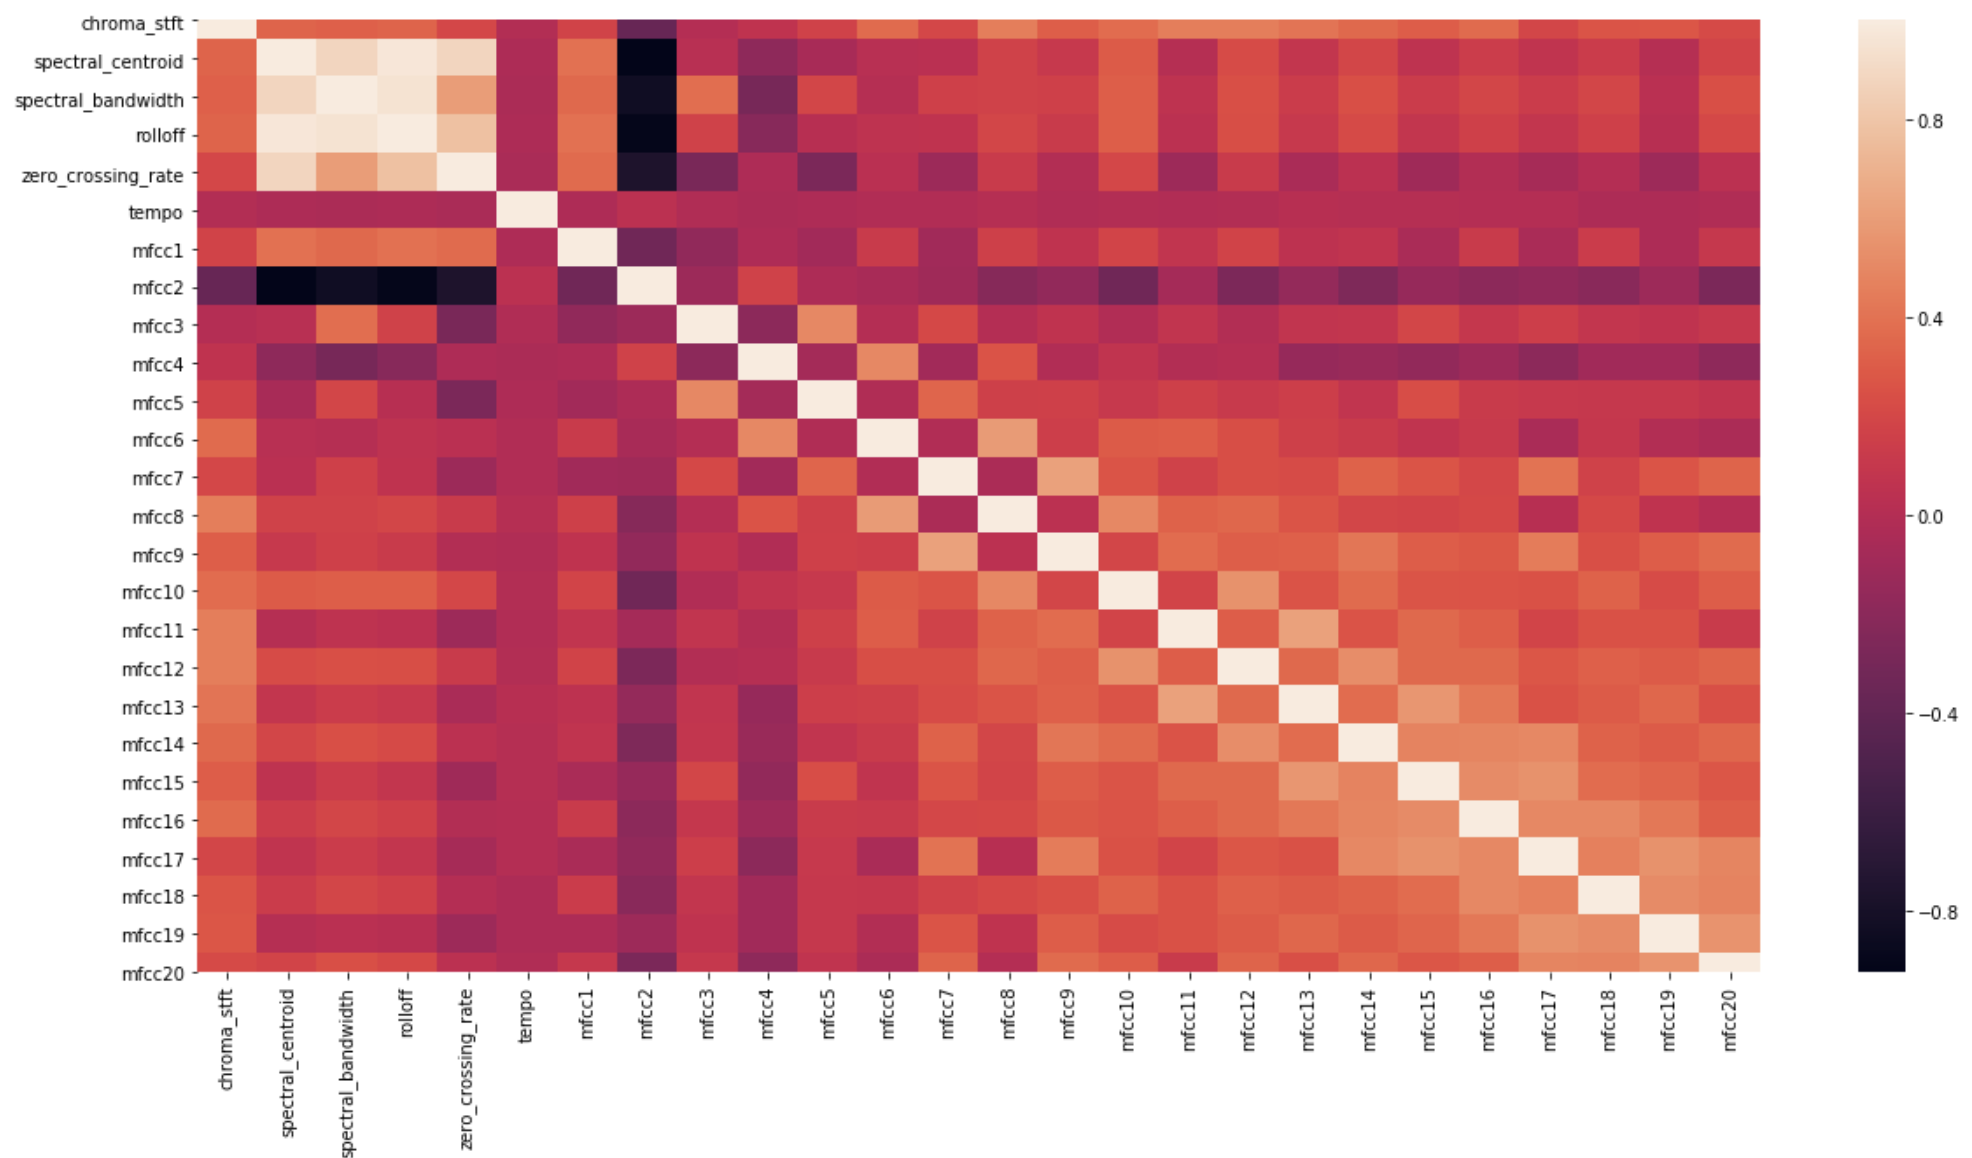 chroma_stft
spectral_centroid
spectral_bandwidth
rolloff
zero_crossing_rate
tempo
mfcc1
mfcc2
mfcc3
mfcc4
mfcc5
mfcc6
mfcc7
mfcc8
mfcc9
mfcc10
mfcc11
mfcc12
mfcc13
mfcc14
mfcc15
mfcc16
mfcc17
mfcc18
mfcc19
mfcc20
chroma_stft
spectral_centroid
spectral_bandwidth
rolloff
zero_crossing_rate
tempo
mfcc1
mfcc2
mfcc3
mfcc4
mfcc5
mfcc6
mfcc7
mfcc8
mfcc9
mfcc10
mfcc11
mfcc12
mfcc13
mfcc14
mfcc15
mfcc16
mfcc17
mfcc18
mfcc19
mfcc20
0.8
0.4
0.0
−0.4
−0.8